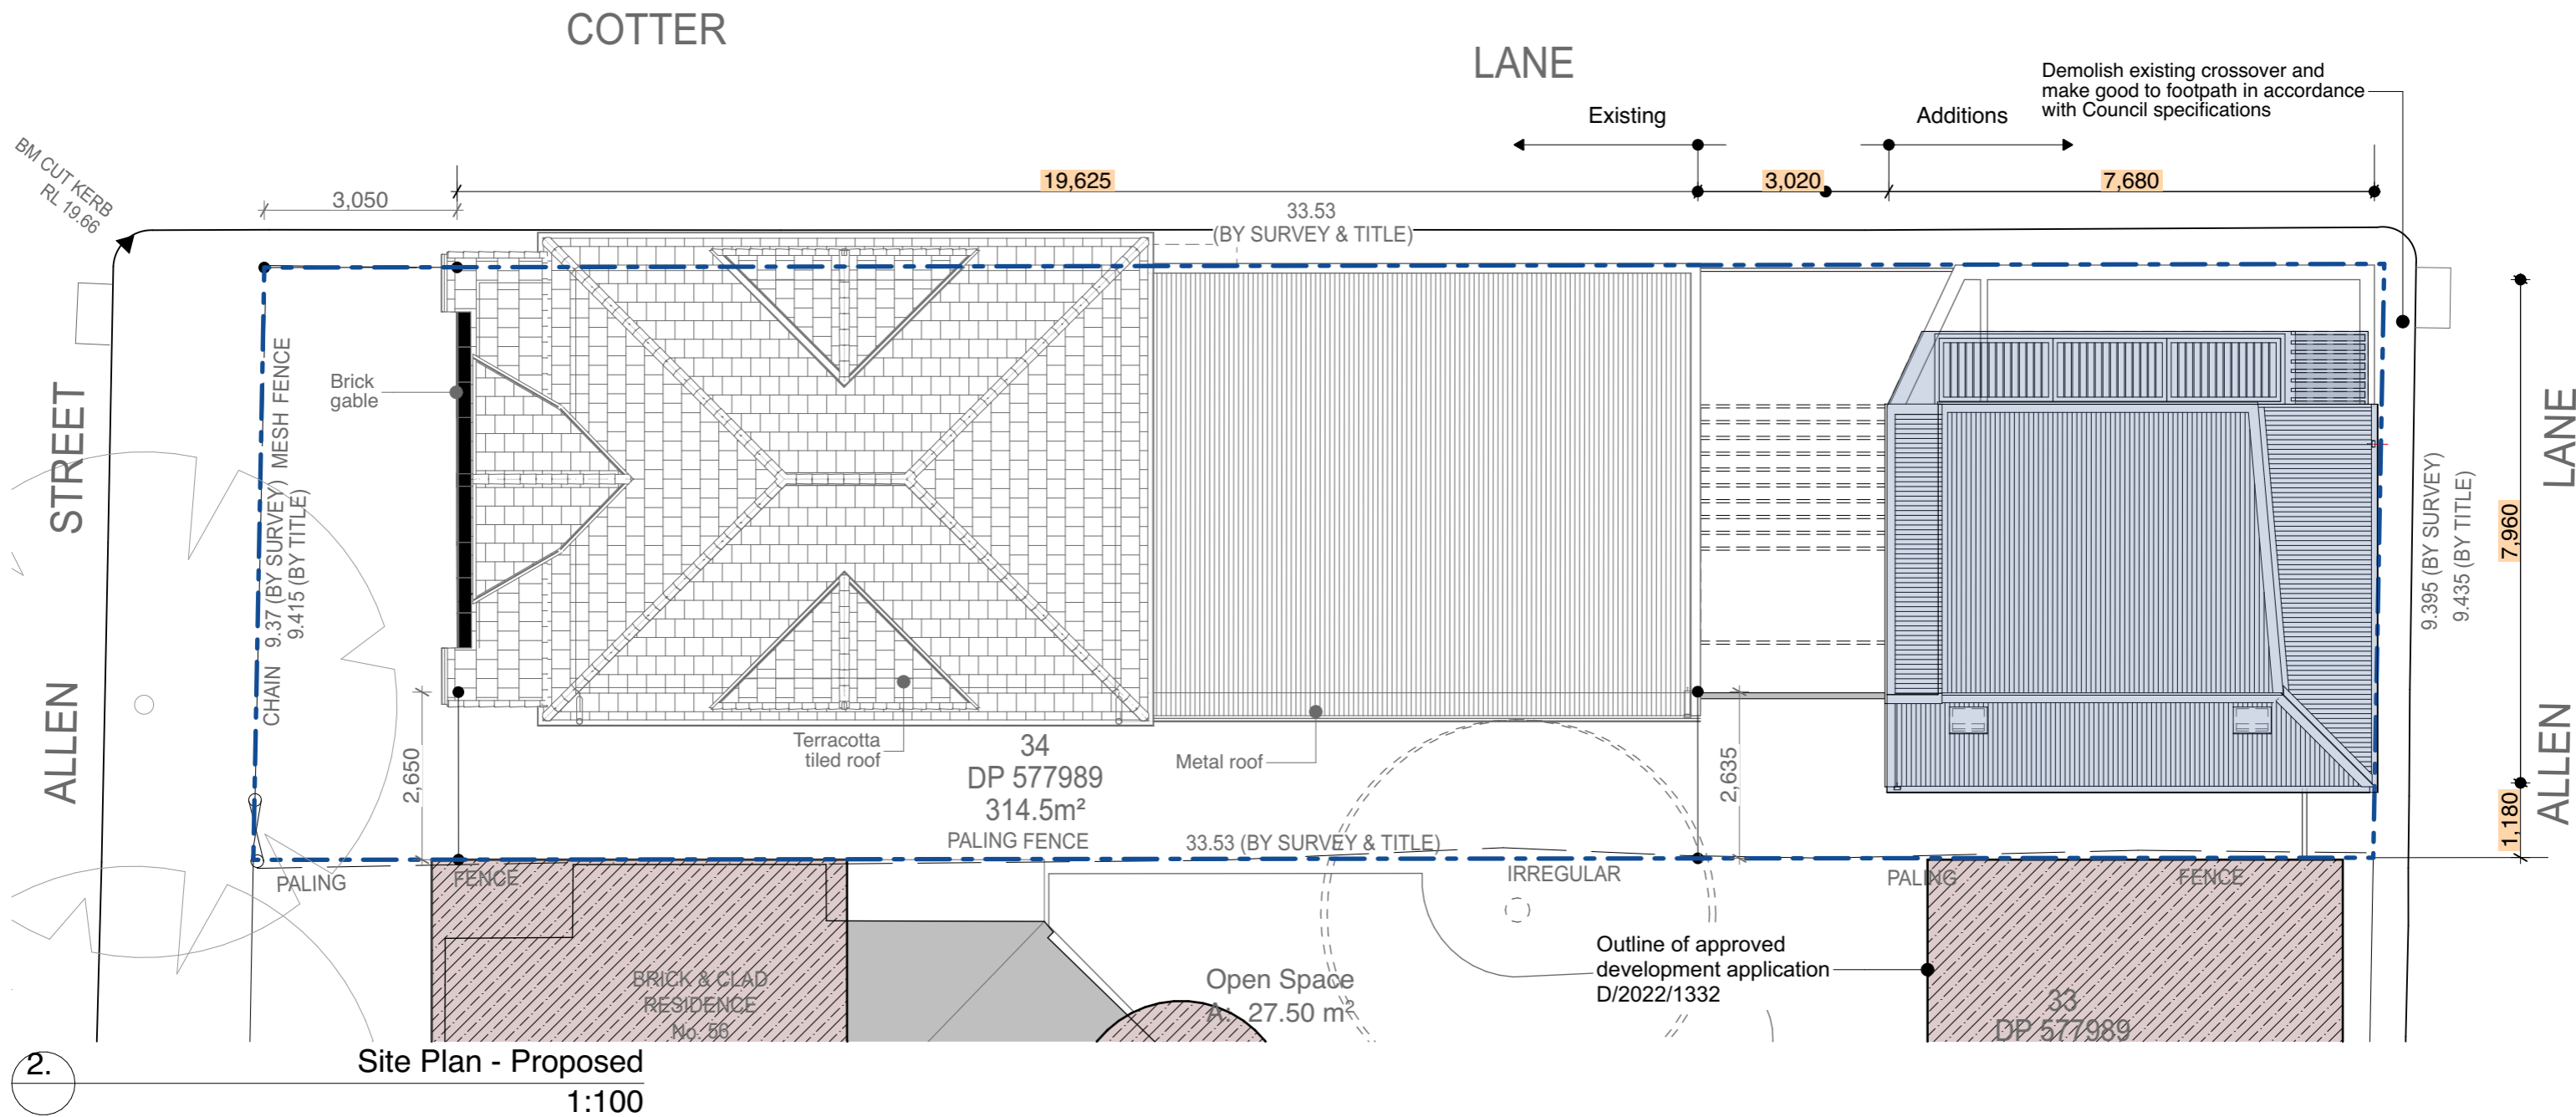 COTTER
LANE
Demolish existing crossover and
make good to footpath in accordance
with Council specifications
Existing
Additions
BM CUT KERB
RL 19.66
3,050
19,625
3,020
7,680
33.53
(BY SURVEY & TITLE)
ALLEN STREET
CHAIN 9.37 (BY SURVEY) MESH FENCE
9.415 (BY TITLE)
Brick
gable
ALLEN LANE
9.395 (BY SURVEY)
9.435 (BY TITLE)
7,960
1,180
2,650
2,635
Terracotta
tiled roof
Metal roof
34
DP 577989
314.5m²
PALING FENCE
33.53 (BY SURVEY & TITLE)
PALING FENCE
IRREGULAR
PALING FENCE
BRICK & CLAD
RESIDENCE
No. 56
Open Space
A: 27.50 m²
Outline of approved
development application
D/2022/1332
33
DP 577989
2.
Site Plan - Proposed
1:100